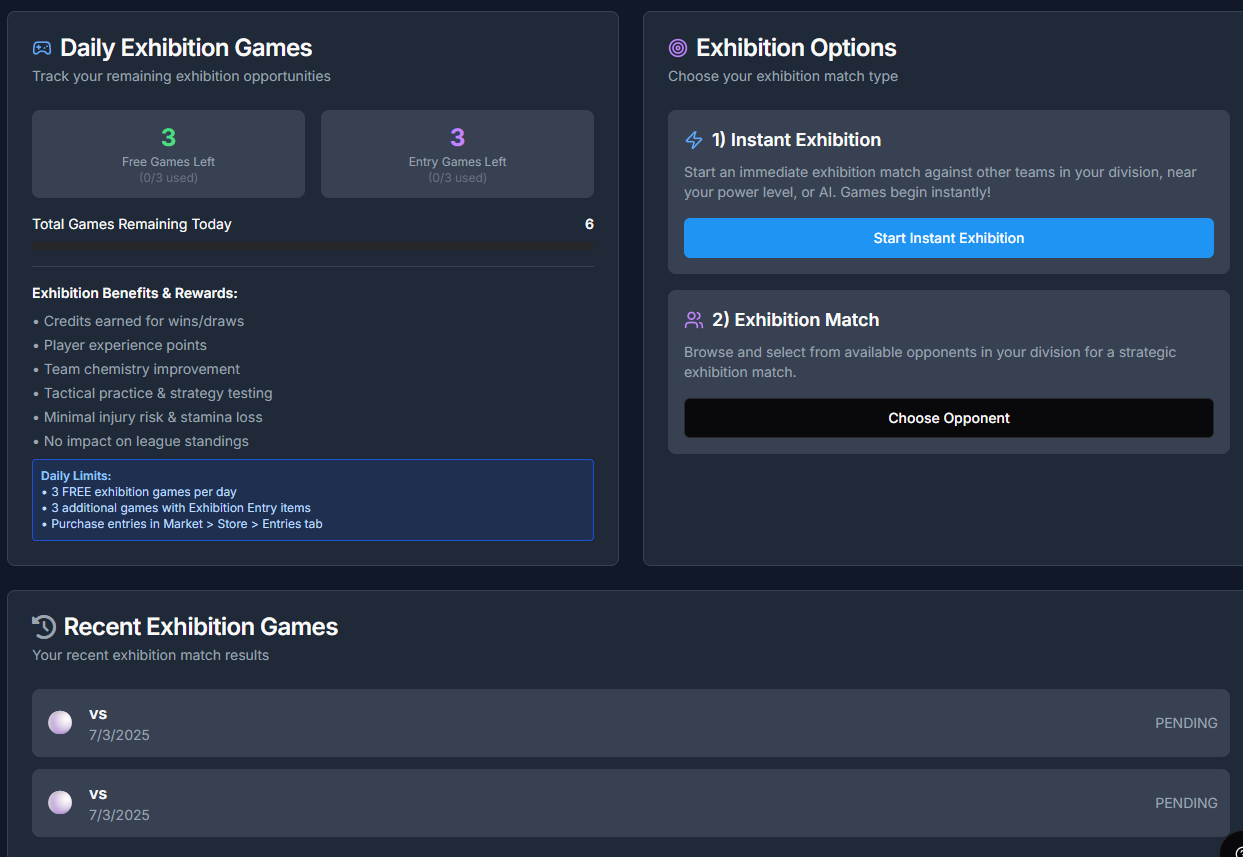 Daily Exhibition Games
Track your remaining exhibition opportunities
3
Free Games Left
(0/3 used)
3
Entry Games Left
(0/3 used)
Total Games Remaining Today
6
Exhibition Benefits & Rewards:
• Credits earned for wins/draws
• Player experience points
• Team chemistry improvement
• Tactical practice & strategy testing
• Minimal injury risk & stamina loss
• No impact on league standings
Daily Limits:
• 3 FREE exhibition games per day
• 3 additional games with Exhibition Entry items
• Purchase entries in Market > Store > Entries tab
Exhibition Options
Choose your exhibition match type
1) Instant Exhibition
Start an immediate exhibition match against other teams in your division, near
your power level, or AI. Games begin instantly!
Start Instant Exhibition
2) Exhibition Match
Browse and select from available opponents in your division for a strategic
exhibition match.
Choose Opponent
Recent Exhibition Games
Your recent exhibition match results
vs
7/3/2025
PENDING
vs
7/3/2025
PENDING